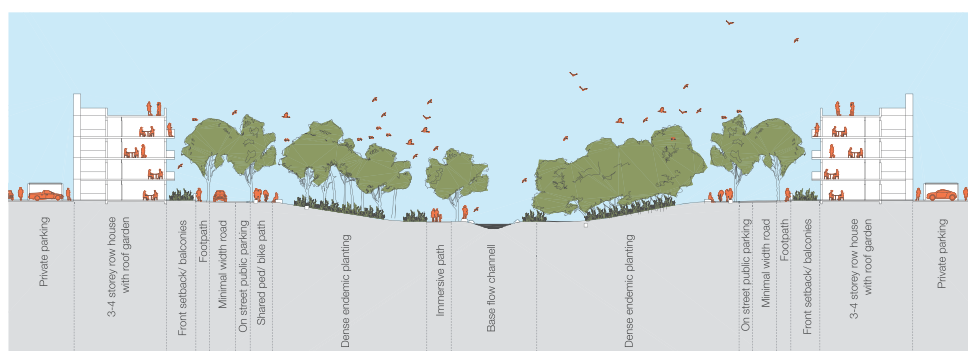 Private parking
3-4 storey row house
with roof garden
Front setback/ balconies
Footpath
Minimal width road
On street public parking
Shared ped/ bike path
Dense endemic planting
Immersive path
Base flow channell
Dense endemic planting
On street public parking
Minimal width road
Footpath
Front setback/ balconies
3-4 storey row house
with roof garden
Private parking